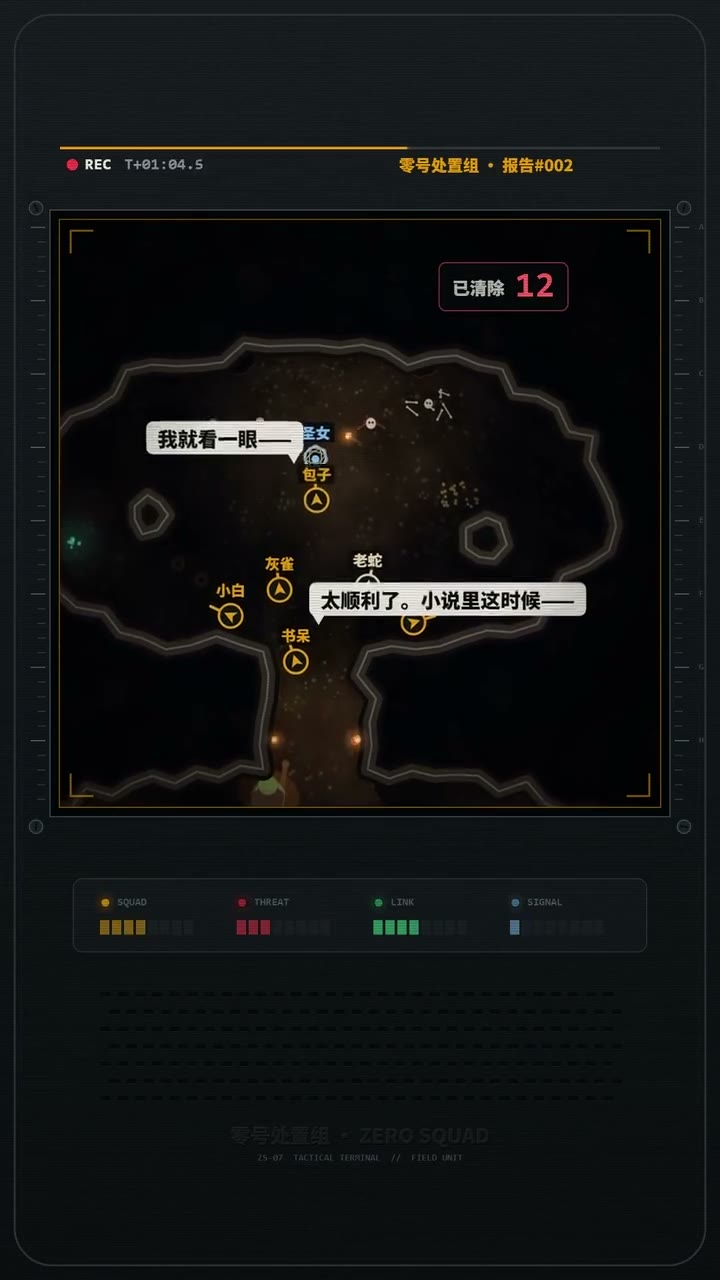 REC T+01:04.S
零号处置组 · 报告#002
已清除 12
我就看一眼——
圣女
包子
灰雀
老蛇
小白
太顺利了。小说里这时候——
书呆
SQUAD
THREAT
LINK
SIGNAL
零号处置组 · ZERO SQUAD
ZS-07 TACTICAL TERMINAL // FIELD UNIT